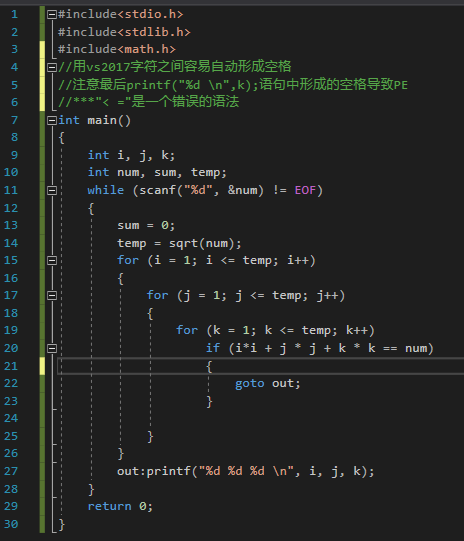 1 #include<stdio.h>
2 #include<stdlib.h>
3 #include<math.h>
4 //用vs2017字符之间容易自动形成空格
5 //注意最后printf("%d \n",k);语句中形成的空格导致PE
6 //***"< ="是一个错误的语法
7 int main()
8 {
9 int i, j, k;
10 int num, sum, temp;
11 while (scanf("%d", &num) != EOF)
12 {
13 sum = 0;
14 temp = sqrt(num);
15 for (i = 1; i <= temp; i++)
16 {
17 for (j = 1; j <= temp; j++)
18 {
19 for (k = 1; k <= temp; k++)
20 if (i*i + j * j + k * k == num)
21 {
22 goto out;
23 }
24
25 }
26 }
27 out:printf("%d %d %d \n", i, j, k);
28 }
29 return 0;
30 }